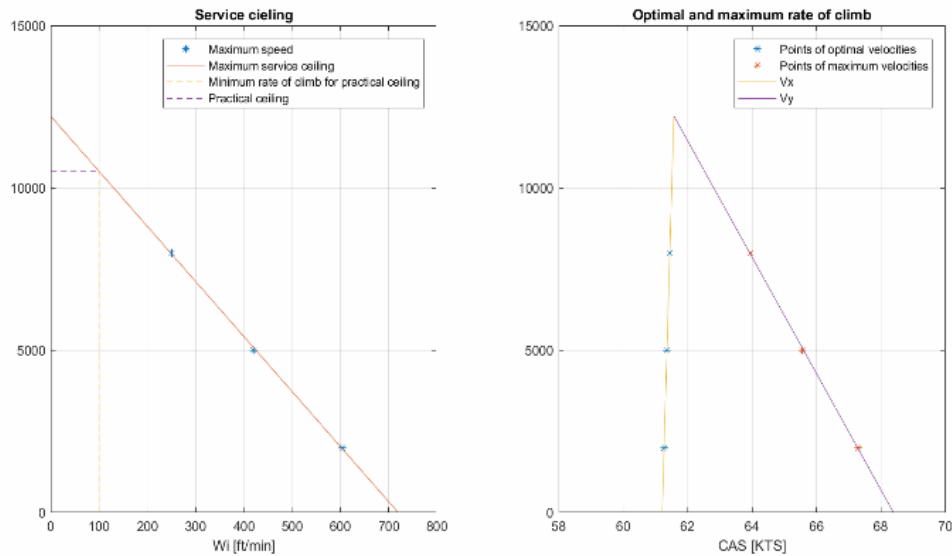 Service cieling
15000
10000
5000
0
Maximum speed
Maximum service ceiling
Minimum rate of climb for practical ceiling
Practical ceiling
0 100 200 300 400 500 600 700 800
Wi [ft/min]
Optimal and maximum rate of climb
15000
10000
5000
0
Points of optimal velocities
Points of maximum velocities
Vx
Vy
58 60 62 64 66 68 70
CAS [KTS]